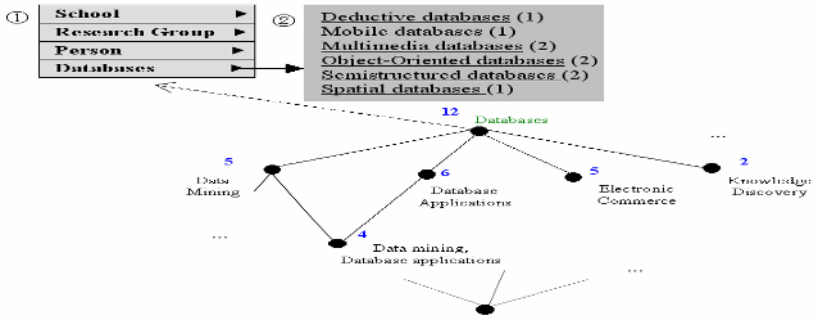 ①
School
Research Group
Person
Databases
②
Deductive databases (1)
Mobile databases (1)
Multimedia databases (2)
Object-Oriented databases (2)
Semistructured databases (2)
Spatial databases (1)
12
Databases
...
5
Data
Mining
6
Database
Applications
5
Electronic
Commerce
2
Knowledge
Discovery
...
4
Data mining,
Database applications
...